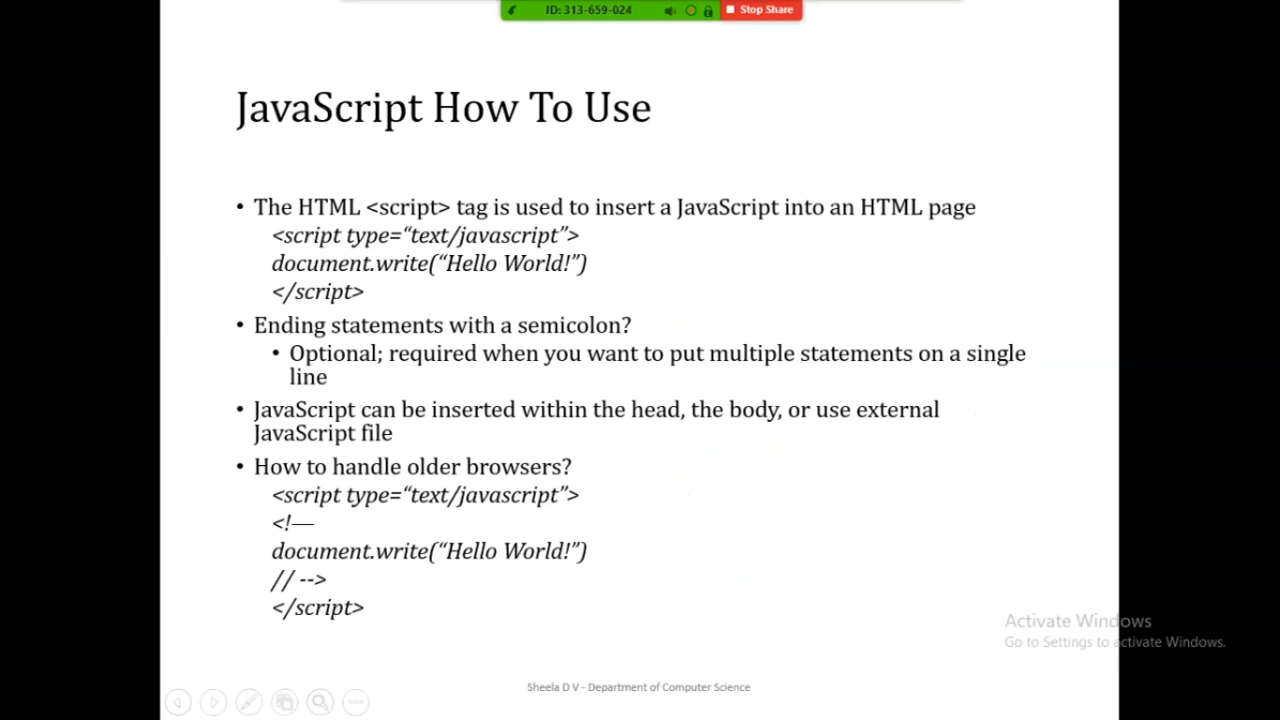 ID: 313-659-024
Stop Share
JavaScript How To Use
• The HTML <script> tag is used to insert a JavaScript into an HTML page
<script type=“text/javascript”>
document.write(“Hello World!”)
</script>
• Ending statements with a semicolon?
• Optional; required when you want to put multiple statements on a single
line
• JavaScript can be inserted within the head, the body, or use external
JavaScript file
• How to handle older browsers?
<script type=“text/javascript”>
<!—
document.write(“Hello World!”)
// -->
</script>
Activate Windows
Go to Settings to activate Windows.
Sheela D V - Department of Computer Science